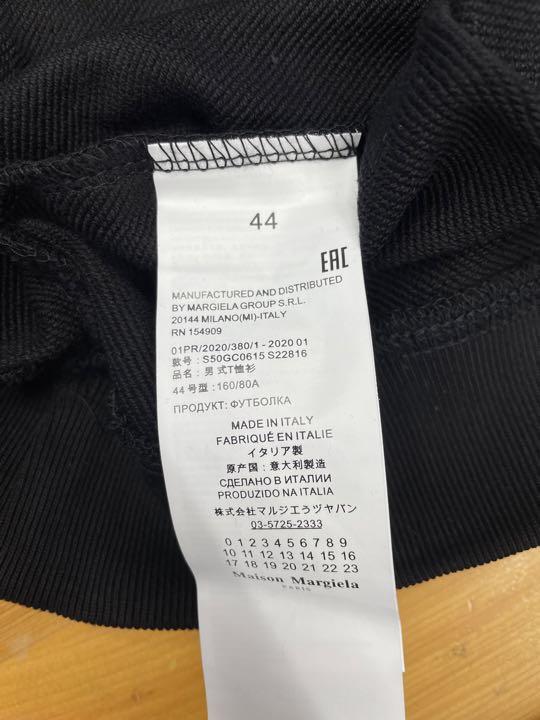 44
EAC
MANUFACTURED AND DISTRIBUTED
BY MARGIELA GROUP S.R.L.
20144 MILANO(MI)-ITALY
RN 154909
01PR/2020/380/1 - 2020 01
款号: S50GC0615 S22816
品名: 男式T恤衫
44号型:160/80A
ПРОДУКТ: ФУТБОЛКА
MADE IN ITALY
FABRIQUÉ EN ITALIE
イタリア製
原产国:意大利制造
СДЕЛАНО В ИТАЛИИ
PRODUZIDO NA ITALIA
株式会社マルジエラジャパン
03-5725-2333
0 1 2 3 4 5 6 7 8 9
10 11 12 13 14 15 16
17 18 19 20 21 22 23
Maison Margiela
PARIS